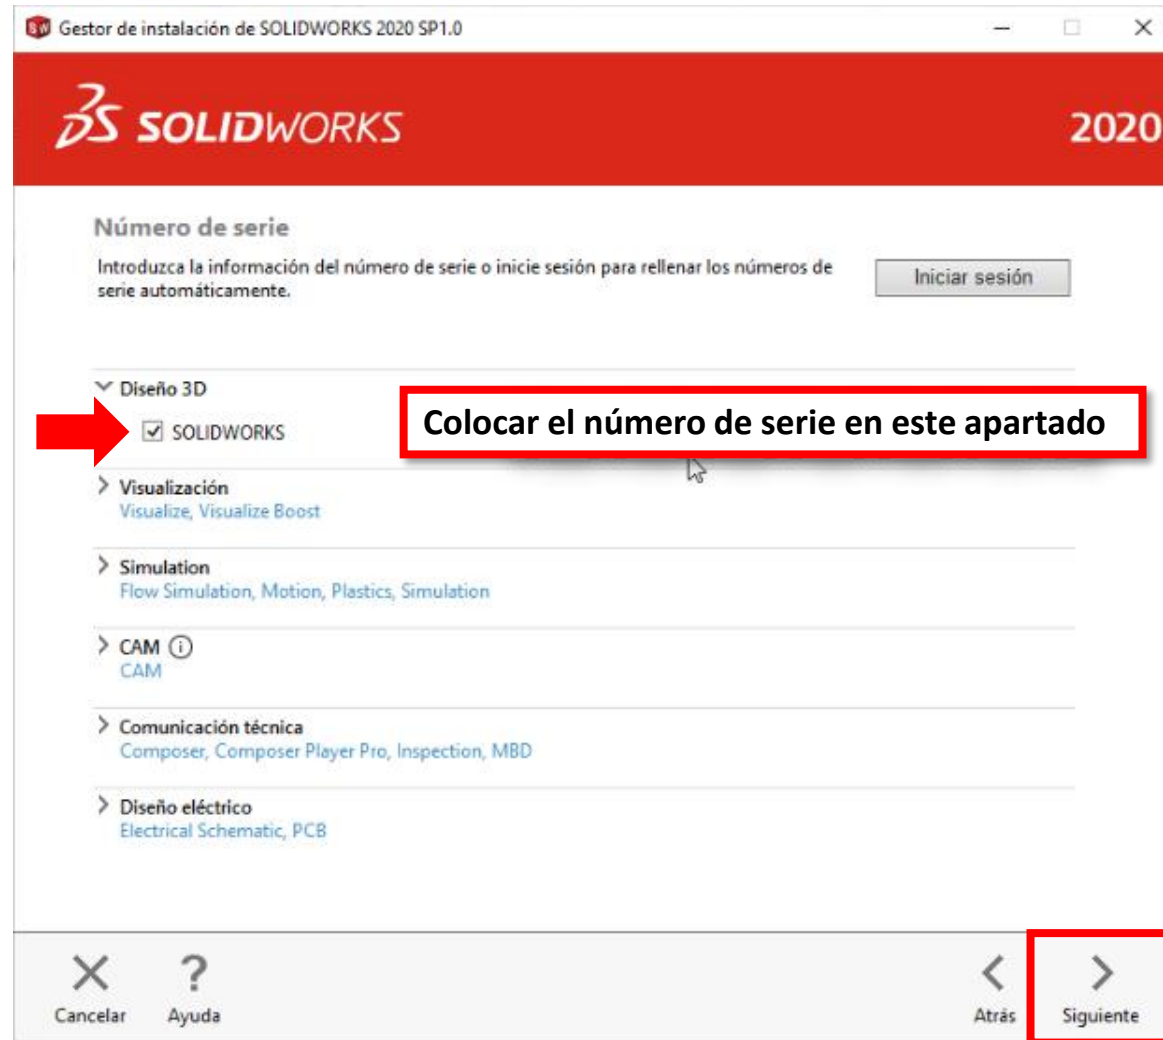 Gestor de instalación de SOLIDWORKS 2020 SP1.0
SOLIDWORKS
2020
Número de serie
Introduzca la información del número de serie o inicie sesión para rellenar los números de
serie automáticamente.
Iniciar sesión
Diseño 3D
SOLIDWORKS
Colocar el número de serie en este apartado
Visualización
Visualize, Visualize Boost
Simulation
Flow Simulation, Motion, Plastics, Simulation
CAM
CAM
Comunicación técnica
Composer, Composer Player Pro, Inspection, MBD
Diseño eléctrico
Electrical Schematic, PCB
Cancelar
Ayuda
Atrás
Siguiente